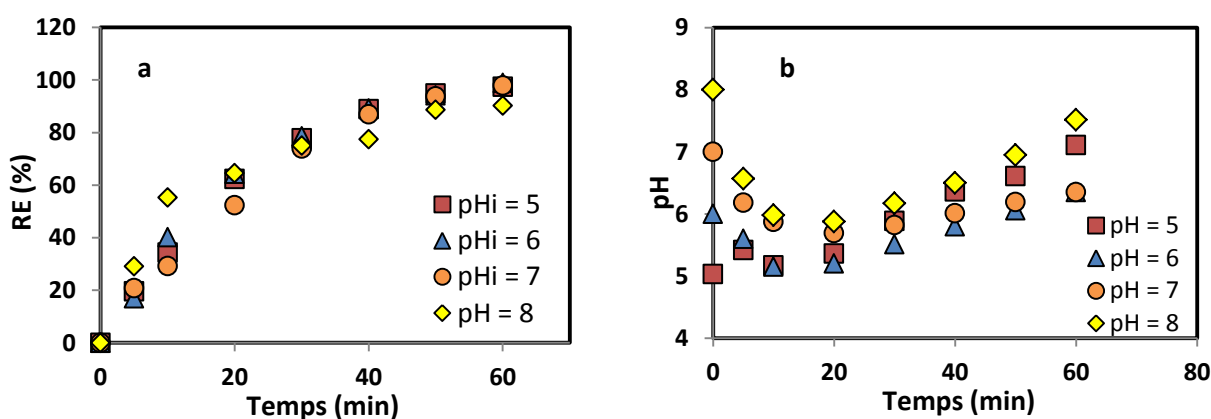 a
RE (%)
120
100
80
60
40
20
0
0 20 40 60
Temps (min)
pHi = 5
pHi = 6
pHi = 7
pH = 8
b
pH
9
8
7
6
5
4
0 20 40 60 80
Temps (min)
pH = 5
pH = 6
pH = 7
pH = 8